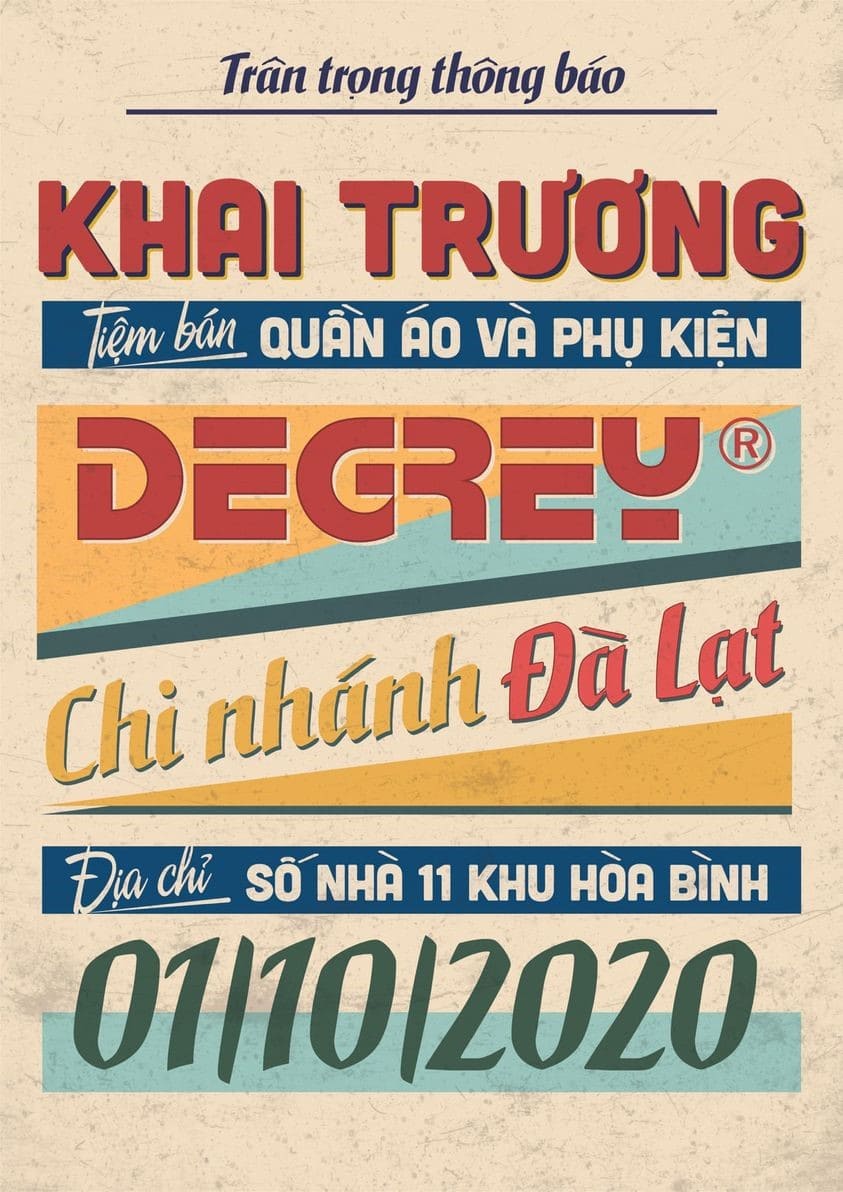 Trân trọng thông báo
KHAI TRƯƠNG
Tiệm bán QUẦN ÁO VÀ PHỤ KIỆN
DEGREY®
Chi nhánh Đà Lạt
Địa chỉ SỐ NHÀ 11 KHU HÒA BÌNH
01/10/2020